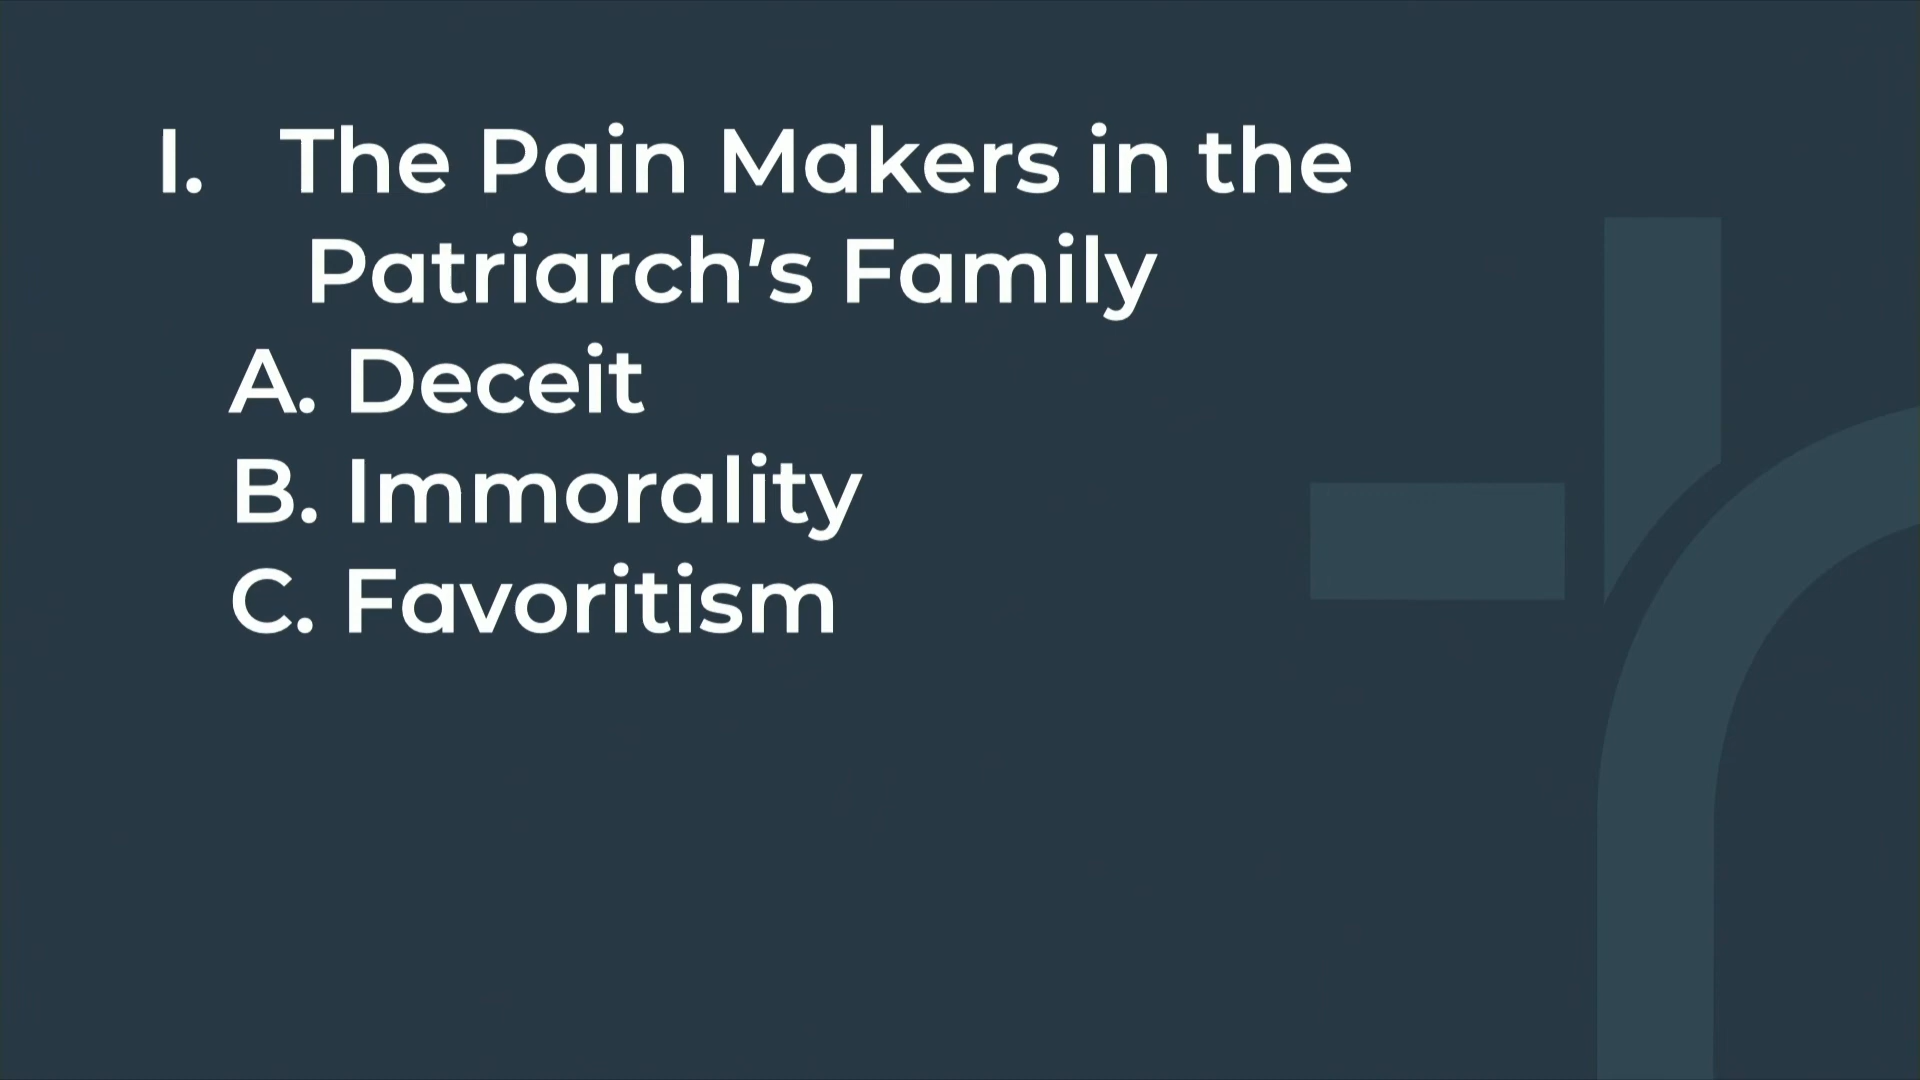 I. The Pain Makers in the
Patriarch's Family
A. Deceit
B. Immorality
C. Favoritism